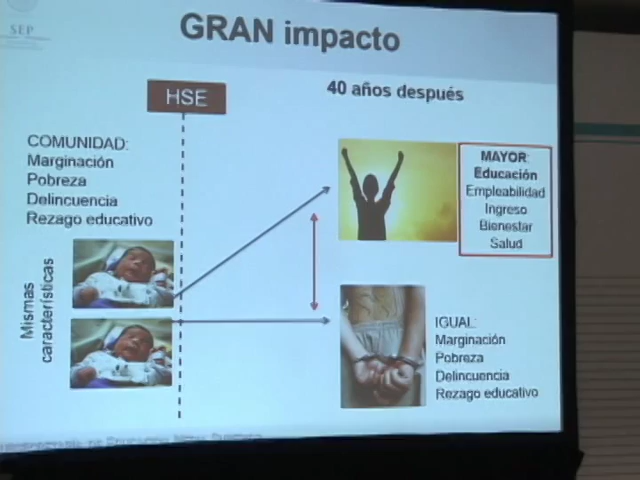 SEP
GRAN impacto
HSE
40 años después
COMUNIDAD:
Marginación
Pobreza
Delincuencia
Rezago educativo
Mismas
características
MAYOR:
Educación
Empleabilidad
Ingreso
Bienestar
Salud
IGUAL:
Marginación
Pobreza
Delincuencia
Rezago educativo